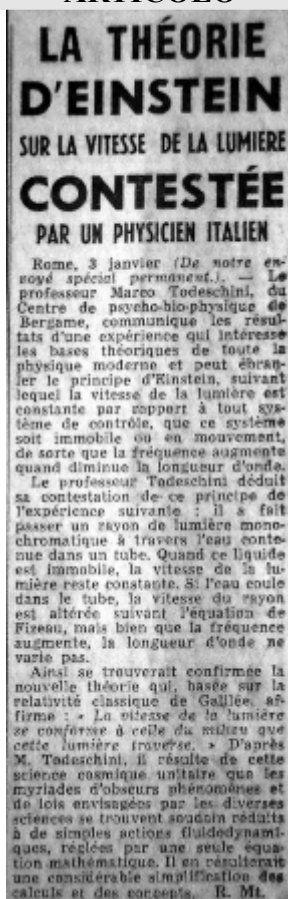 ARTICOLO
LA THÉORIE
D'EINSTEIN
SUR LA VITESSE DE LA LUMIERE
CONTESTÉE
PAR UN PHYSICIEN ITALIEN
Rome, 3 janvier (De notre en-
voyé spécial permanent.). — Le
professeur Marco Todeschini, du
Centre de psycho-bio-physique de
Bergame, communique les résul-
tats d'une expérience qui intéresse
les bases théoriques de toute la
physique moderne et peut ébran-
ler le principe d'Einstein, suivant
lequel la vitesse de la lumière est
constante par rapport à tout sys-
tème de contrôle, que ce système
soit immobile ou en mouvement,
de sorte que la fréquence augmente
quand diminue la longueur d'onde.
Le professeur Todeschini déduit
sa contestation de ce principe de
l'expérience suivante : il a fait
passer un rayon de lumière mono-
chromatique à travers l'eau conte-
nue dans un tube. Quand ce liquide
est immobile, la vitesse de la lu-
mière reste constante. Si l'eau coule
dans le tube, la vitesse du rayon
est altérée suivant l'équation de
Fizeau, mais bien que la fréquence
augmente, la longueur d'onde ne
varie pas.
Ainsi se trouverait confirmée la
nouvelle théorie qui, basée sur la
relativité classique de Galilée, af-
firme : « La vitesse de la lumière
se conforme à celle du milieu que
cette lumière traverse. » D'après
M. Todeschini, il résulte de cette
science cosmique unitaire que les
myriades d'obscurs phénomènes et
de lois envisagées par les diverses
sciences se trouvent soudain réduits
à de simples actions fluidodynami-
ques, réglées par une seule équa-
tion mathématique. Il en résulterait
une considérable simplification des
calculs et des concepts. R. Mt.